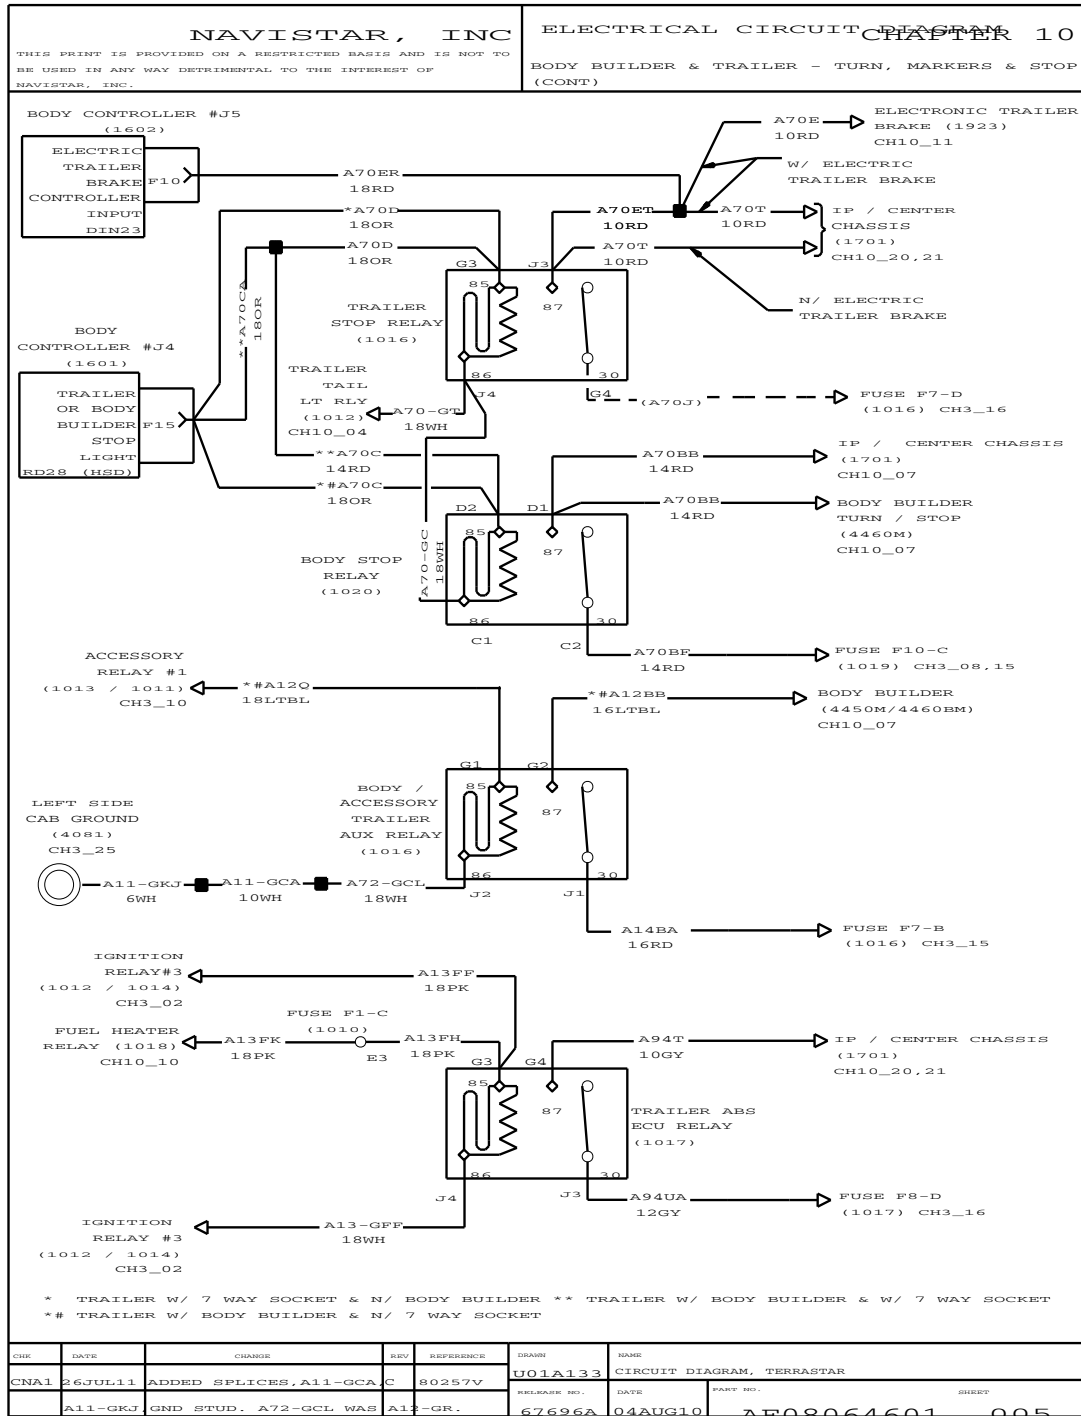 NAVISTAR, INC
THIS PRINT IS PROVIDED ON A RESTRICTED BASIS AND IS NOT TO
BE USED IN ANY WAY DETRIMENTAL TO THE INTEREST OF
NAVISTAR, INC.
ELECTRICAL CIRCUIT DIAGRAM
CHAPTER 10
BODY BUILDER & TRAILER - TURN, MARKERS & STOP
(CONT)
BODY CONTROLLER #J5
(1602)
ELECTRIC
TRAILER
BRAKE
CONTROLLER
INPUT
DIN23
F10
A70ER
18RD
*A70D
18OR
A70D
18OR
**A70CA
18OR
A70E
10RD
ELECTRONIC TRAILER
BRAKE (1923)
CH10_11
W/ ELECTRIC
TRAILER BRAKE
A70ET
10RD
A70T
10RD
IP / CENTER
CHASSIS
(1701)
CH10_20,21
A70T
10RD
N/ ELECTRIC
TRAILER BRAKE
G3
J3
85
87
86
30
J4
G4
TRAILER
STOP RELAY
(1016)
BODY
CONTROLLER #J4
(1601)
TRAILER
OR BODY
BUILDER
STOP
LIGHT
RD28 (HSD)
F15
TRAILER
TAIL
LT RLY
(1012)
CH10_04
A70-GT
18WH
(A70J)
FUSE F7-D
(1016) CH3_16
**A70C
14RD
*#A70C
18OR
A70BB
14RD
IP / CENTER CHASSIS
(1701)
CH10_07
A70BB
14RD
BODY BUILDER
TURN / STOP
(4460M)
CH10_07
D2
D1
85
87
86
30
C1
C2
A70-GC
18WH
BODY STOP
RELAY
(1020)
A70BF
14RD
FUSE F10-C
(1019) CH3_08,15
ACCESSORY
RELAY #1
(1013 / 1011)
CH3_10
*#A12Q
18LTBL
*#A12BB
16LTBL
BODY BUILDER
(4450M/4460BM)
CH10_07
G1
G2
85
87
86
30
J2
J1
BODY /
ACCESSORY
TRAILER
AUX RELAY
(1016)
LEFT SIDE
CAB GROUND
(4081)
CH3_25
A11-GKJ
6WH
A11-GCA
10WH
A72-GCL
18WH
A14BA
16RD
FUSE F7-B
(1016) CH3_15
IGNITION
RELAY#3
(1012 / 1014)
CH3_02
A13FF
18PK
FUSE F1-C
(1010)
FUEL HEATER
RELAY (1018)
CH10_10
A13FK
18PK
E3
A13FH
18PK
A94T
10GY
IP / CENTER CHASSIS
(1701)
CH10_20,21
G3
G4
85
87
86
30
J4
J3
TRAILER ABS
ECU RELAY
(1017)
A94UA
12GY
FUSE F8-D
(1017) CH3_16
IGNITION
RELAY #3
(1012 / 1014)
CH3_02
A13-GFF
18WH
* TRAILER W/ 7 WAY SOCKET & N/ BODY BUILDER ** TRAILER W/ BODY BUILDER & W/ 7 WAY SOCKET
*# TRAILER W/ BODY BUILDER & N/ 7 WAY SOCKET
CHK DATE CHANGE REV REFERENCE
CNA1 26JUL11 ADDED SPLICES,A11-GCA, C 80257V
A11-GKJ,GND STUD. A72-GCL WAS A12-GR.
DRAWN
U01A133
NAME
CIRCUIT DIAGRAM, TERRASTAR
RELEASE NO.
67696A
DATE
04AUG10
PART NO.
AF08064601
SHEET
005